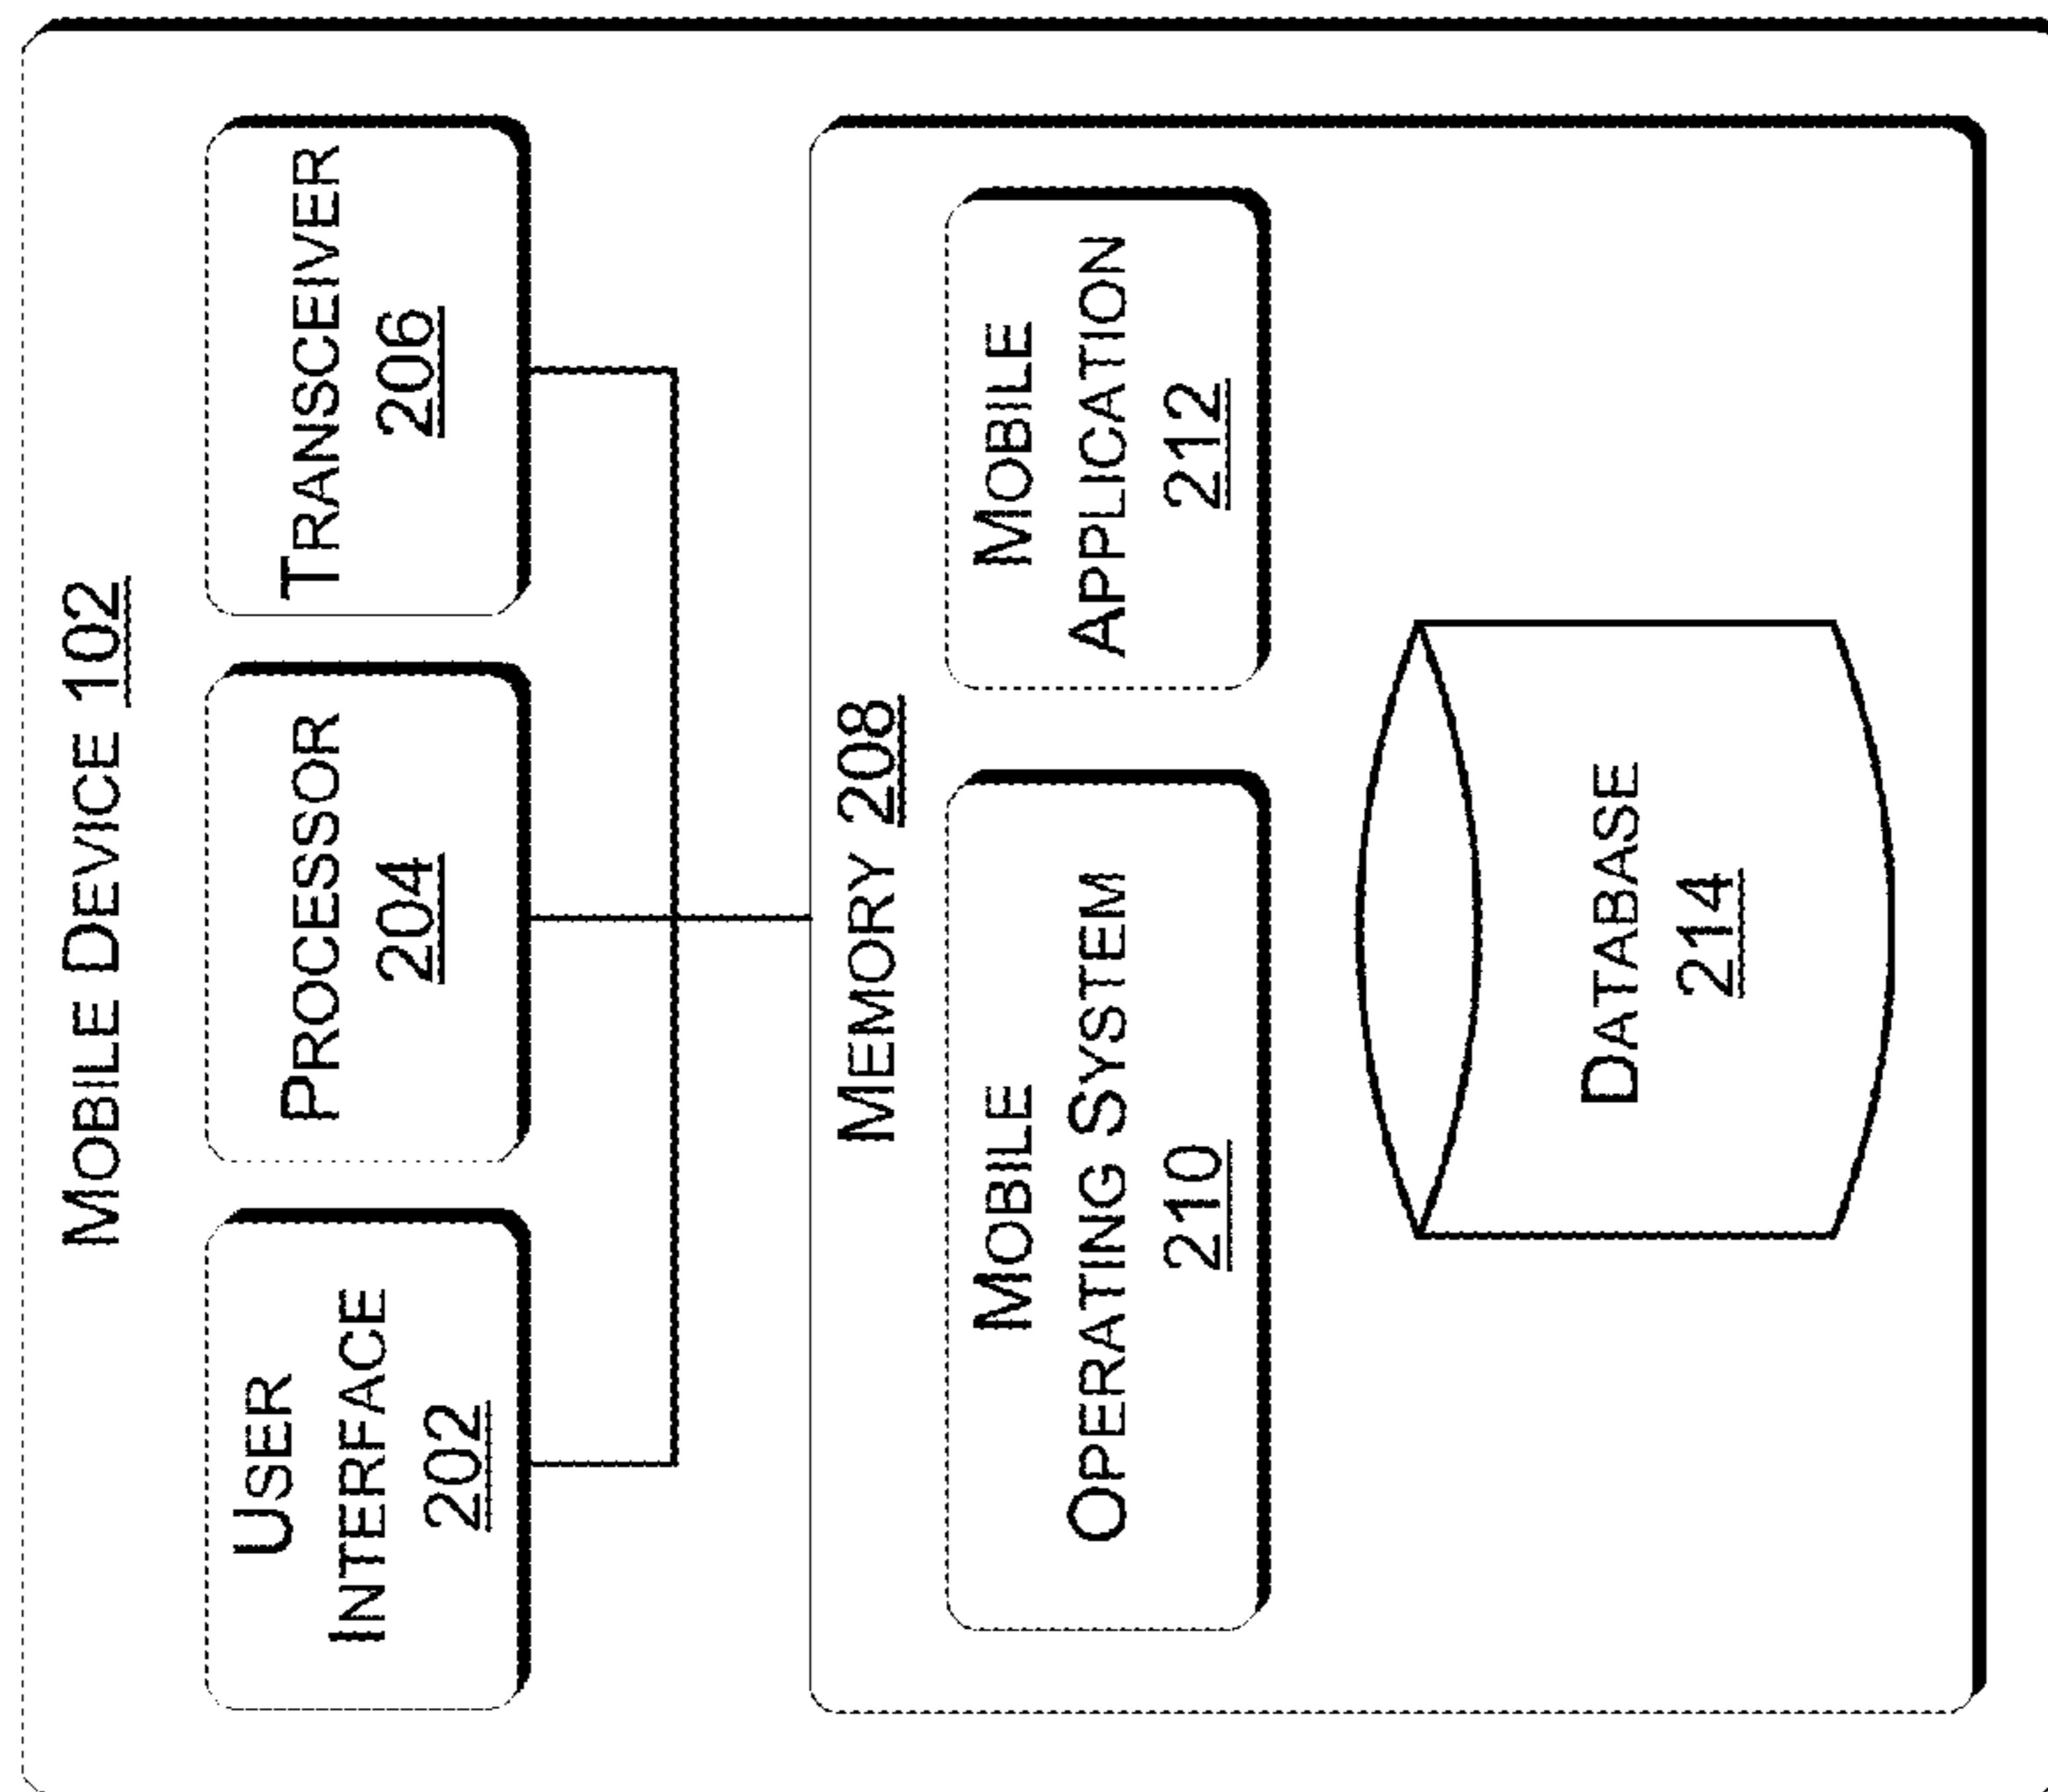 MOBILE DEVICE 102
USER
INTERFACE
202
PROCESSOR
204
TRANSCEIVER
206
MEMORY 208
MOBILE
OPERATING SYSTEM
210
MOBILE
APPLICATION
212
DATABASE
214